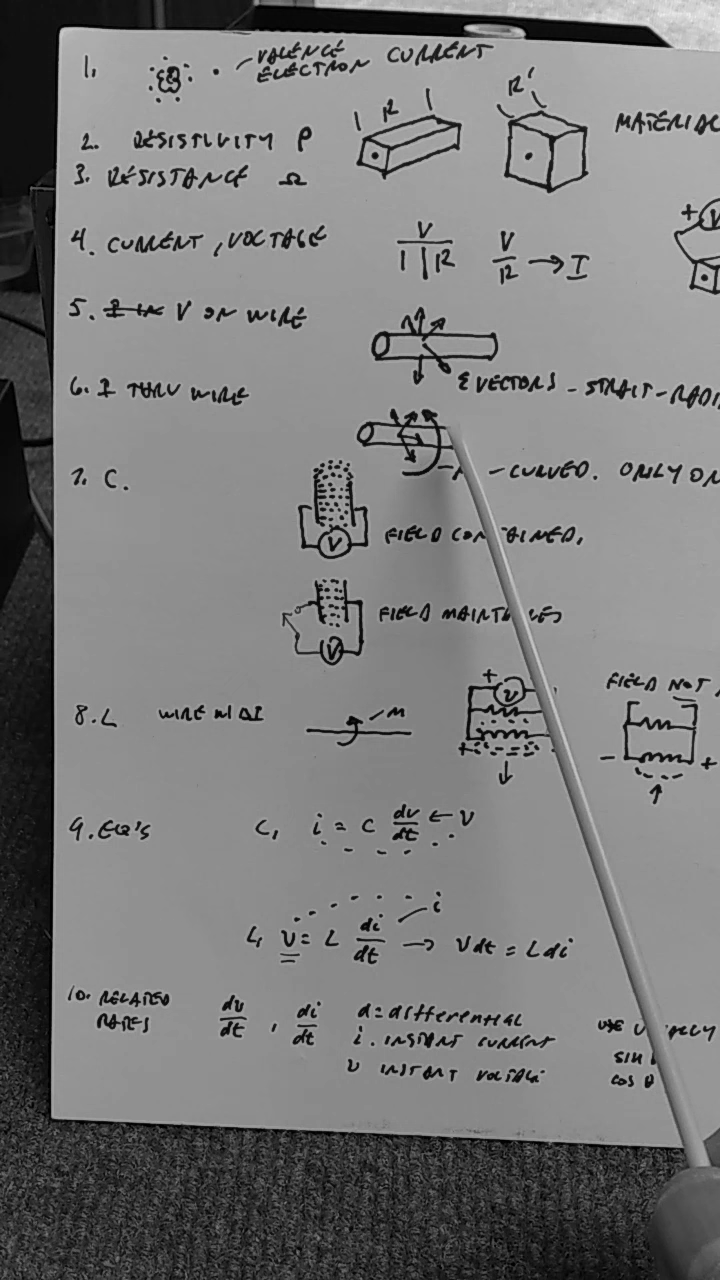 1. VALENCE ELECTRON CURRENT
R R'
2. RESISTIVITY ρ MATERIAL
3. RESISTANCE Ω
4. CURRENT, VOLTAGE V I R V/R → I
+ V
5. I IN V ON WIRE
E VECTORS - STRAIT - RADI
6. I THRU WIRE
- CURVED. ONLY ON
7. C.
V FIELD CONTAINED,
V FIELD
8. L WIRE W/ ΔI M + V FIELD NOT
+ - +
9. EQ'S C, i = C dv/dt ← V
L, v = L di/dt i → Vdt = Ldi
10. RELATED RATES dv/dt, di/dt d = differential
i. INSTANT CURRENT
v INSTANT VOLTAGE
USE
SIN
COS θ